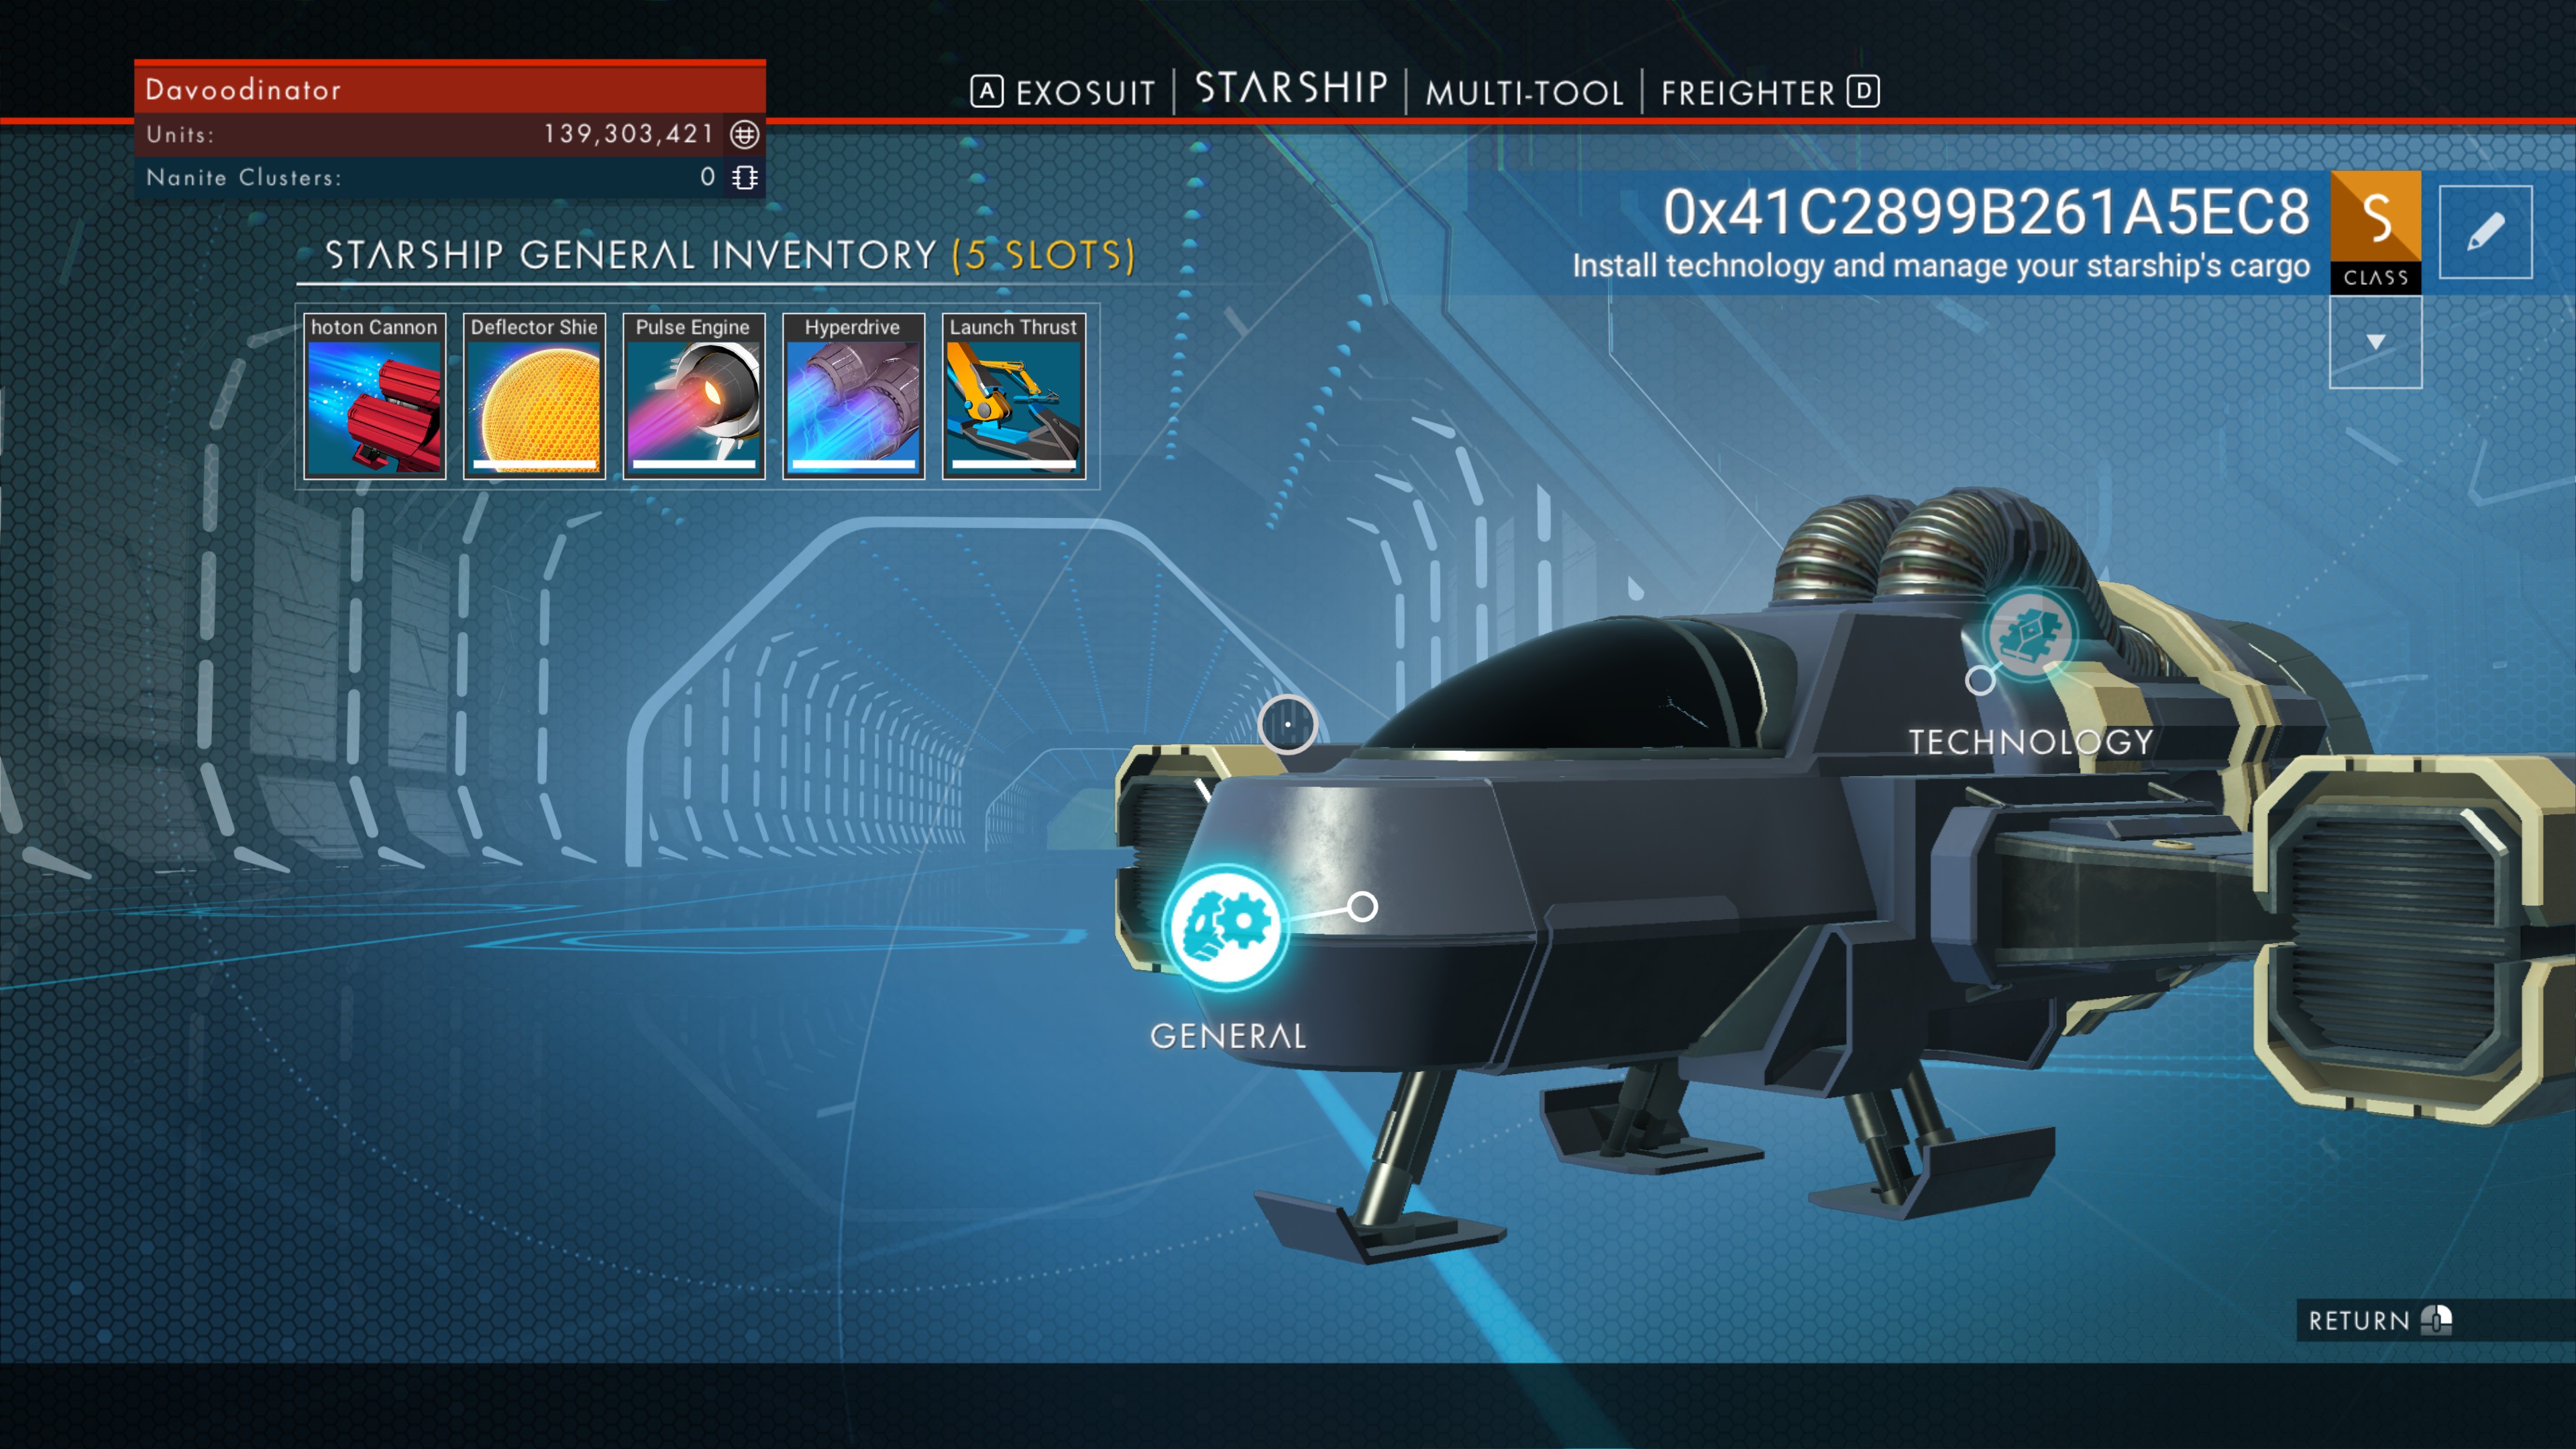 Davoodinator
Units: 139,303,421
Nanite Clusters: 0
A EXOSUIT STARSHIP MULTI-TOOL FREIGHTER D
0x41C2899B261A5EC8
Install technology and manage your starship's cargo
S
CLASS
STARSHIP GENERAL INVENTORY (5 SLOTS)
hoton Cannon Deflector Shie Pulse Engine Hyperdrive Launch Thrust
TECHNOLOGY
GENERAL
RETURN